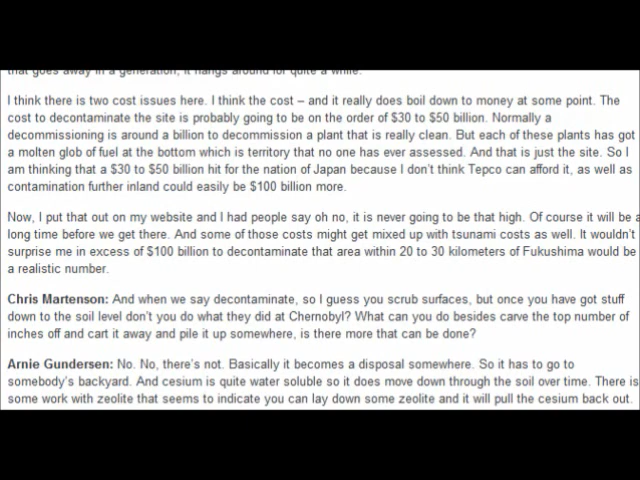 that goes away in a generation, it hangs around for quite a while.
I think there is two cost issues here. I think the cost – and it really does boil down to money at some point. The
cost to decontaminate the site is probably going to be on the order of $30 to $50 billion. Normally a
decommissioning is around a billion to decommission a plant that is really clean. But each of these plants has got
a molten glob of fuel at the bottom which is territory that no one has ever assessed. And that is just the site. So I
am thinking that a $30 to $50 billion hit for the nation of Japan because I don't think Tepco can afford it, as well as
contamination further inland could easily be $100 billion more.
Now, I put that out on my website and I had people say oh no, it is never going to be that high. Of course it will be a
long time before we get there. And some of those costs might get mixed up with tsunami costs as well. It wouldn't
surprise me in excess of $100 billion to decontaminate that area within 20 to 30 kilometers of Fukushima would be
a realistic number.
Chris Martenson: And when we say decontaminate, so I guess you scrub surfaces, but once you have got stuff
down to the soil level don't you do what they did at Chernobyl? What can you do besides carve the top number of
inches off and cart it away and pile it up somewhere, is there more that can be done?
Arnie Gundersen: No. No, there's not. Basically it becomes a disposal somewhere. So it has to go to
somebody's backyard. And cesium is quite water soluble so it does move down through the soil over time. There is
some work with zeolite that seems to indicate you can lay down some zeolite and it will pull the cesium back out.